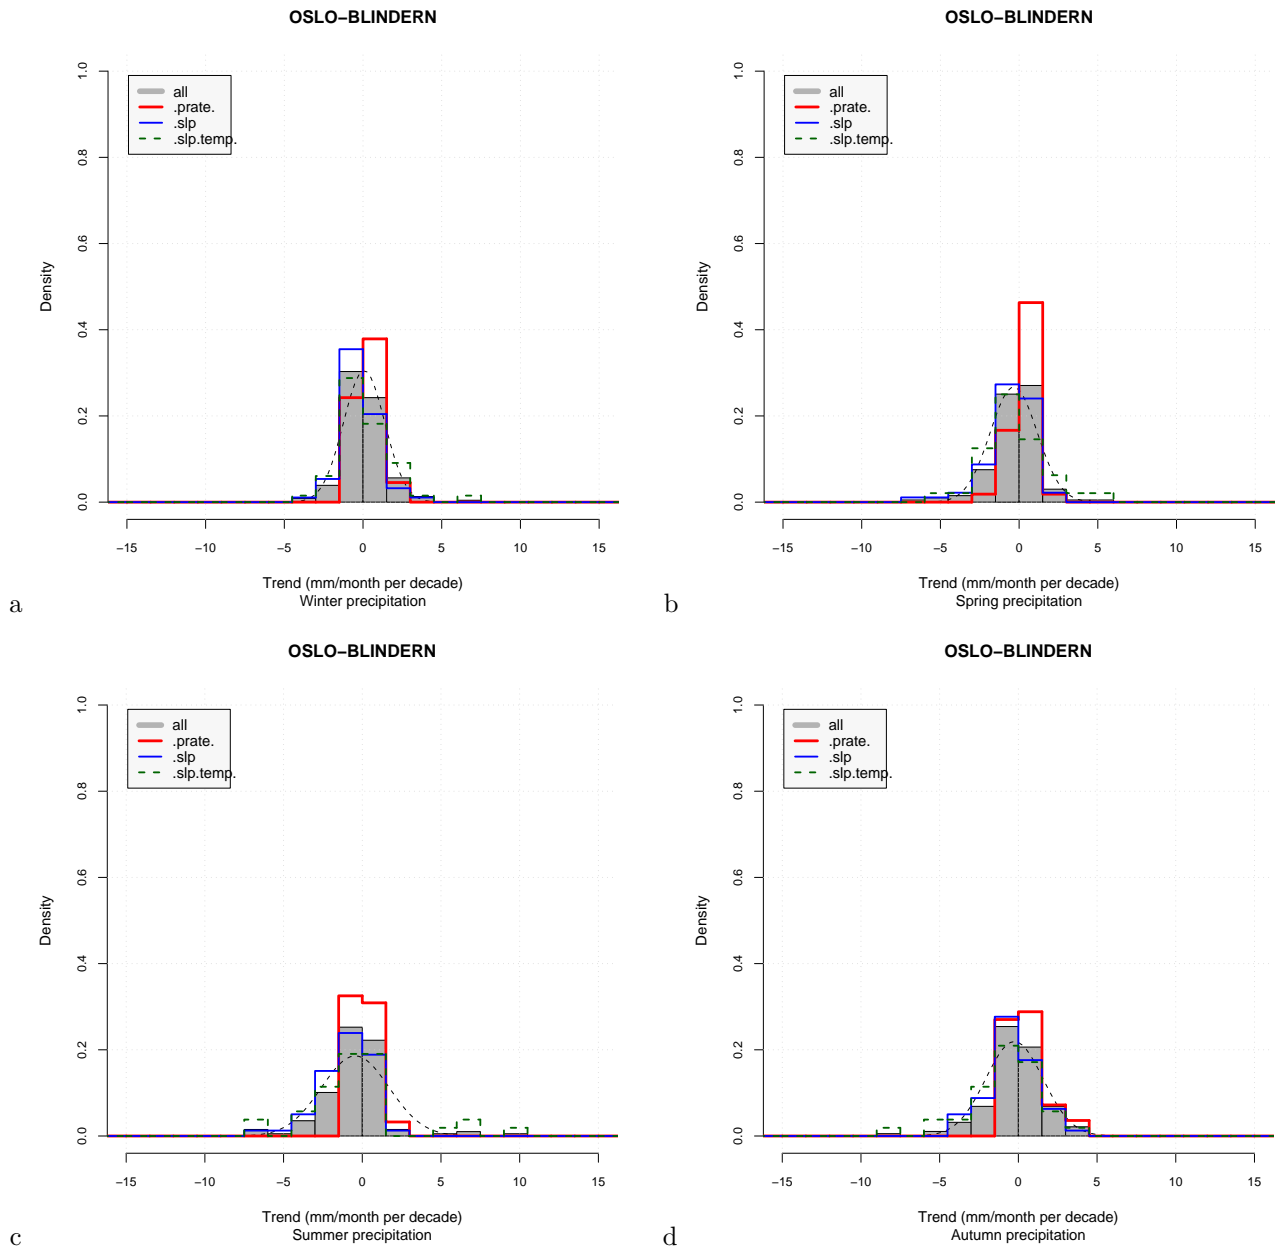 OSLO−BLINDERN
all
.prate.
.slp
.slp.temp.
Density
0.0 0.2 0.4 0.6 0.8 1.0
−15 −10 −5 0 5 10 15
Trend (mm/month per decade)
Winter precipitation
a
OSLO−BLINDERN
all
.prate.
.slp
.slp.temp.
Density
0.0 0.2 0.4 0.6 0.8 1.0
−15 −10 −5 0 5 10 15
Trend (mm/month per decade)
Spring precipitation
b
OSLO−BLINDERN
all
.prate.
.slp
.slp.temp.
Density
0.0 0.2 0.4 0.6 0.8 1.0
−15 −10 −5 0 5 10 15
Trend (mm/month per decade)
Summer precipitation
c
OSLO−BLINDERN
all
.prate.
.slp
.slp.temp.
Density
0.0 0.2 0.4 0.6 0.8 1.0
−15 −10 −5 0 5 10 15
Trend (mm/month per decade)
Autumn precipitation
d